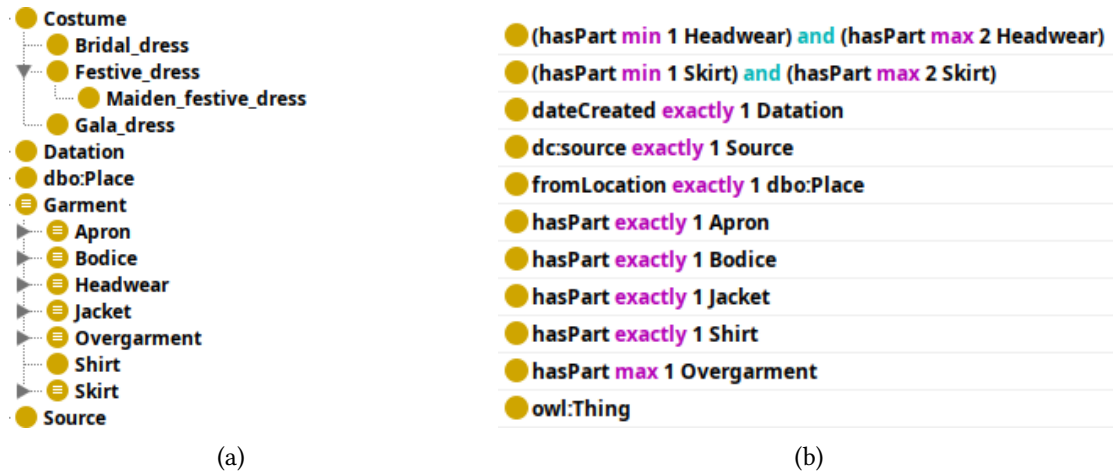 Costume
Bridal_dress
Festive_dress
Maiden_festive_dress
Gala_dress
Datation
dbo:Place
Garment
Apron
Bodice
Headwear
Jacket
Overgarment
Shirt
Skirt
Source
(a)
(hasPart min 1 Headwear) and (hasPart max 2 Headwear)
(hasPart min 1 Skirt) and (hasPart max 2 Skirt)
dateCreated exactly 1 Datation
dc:source exactly 1 Source
fromLocation exactly 1 dbo:Place
hasPart exactly 1 Apron
hasPart exactly 1 Bodice
hasPart exactly 1 Jacket
hasPart exactly 1 Shirt
hasPart max 1 Overgarment
owl:Thing
(b)